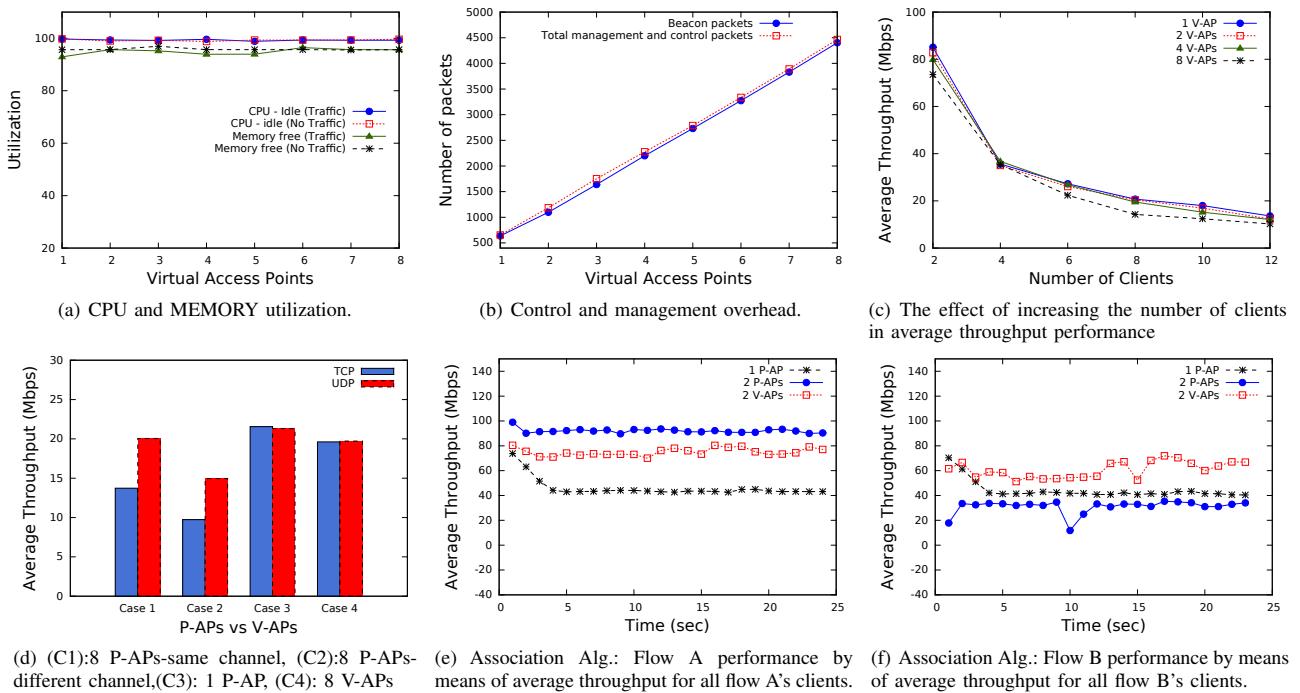 100
80
60
40
20
Utilization
CPU - Idle (Traffic)
CPU - idle (No Traffic)
Memory free (Traffic)
Memory free (No Traffic)
1 2 3 4 5 6 7 8
Virtual Access Points
(a) CPU and MEMORY utilization.
5000
4500
4000
3500
3000
2500
2000
1500
1000
500
Number of packets
Beacon packets
Total management and control packets
1 2 3 4 5 6 7 8
Virtual Access Points
(b) Control and management overhead.
100
80
60
40
20
0
Average Throughput (Mbps)
1 V-AP
2 V-APs
4 V-APs
8 V-APs
2 4 6 8 10 12
Number of Clients
(c) The effect of increasing the number of clients
in average throughput performance
30
25
20
15
10
5
0
Average Throughput (Mbps)
TCP
UDP
Case 1 Case 2 Case 3 Case 4
P-APs vs V-APs
(d) (C1):8 P-APs-same channel, (C2):8 P-APs-
different channel,(C3): 1 P-AP, (C4): 8 V-APs
140
120
100
80
60
40
20
0
-20
-40
Average Throughput (Mbps)
1 P-AP
2 P-APs
2 V-APs
0 5 10 15 20 25
Time (sec)
(e) Association Alg.: Flow A performance by
means of average throughput for all flow A's clients.
140
120
100
80
60
40
20
0
-20
-40
Average Throughput (Mbps)
1 P-AP
2 P-APs
2 V-APs
0 5 10 15 20 25
Time (sec)
(f) Association Alg.: Flow B performance by means
of average throughput for all flow B's clients.